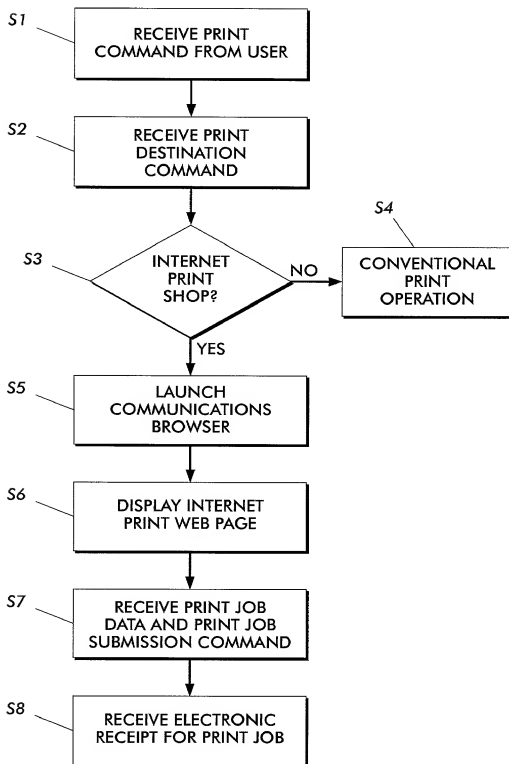 S1
RECEIVE PRINT
COMMAND FROM USER
S2
RECEIVE PRINT
DESTINATION
COMMAND
S3
INTERNET
PRINT
SHOP?
NO
S4
CONVENTIONAL
PRINT
OPERATION
YES
S5
LAUNCH
COMMUNICATIONS
BROWSER
S6
DISPLAY INTERNET
PRINT WEB PAGE
S7
RECEIVE PRINT JOB
DATA AND PRINT JOB
SUBMISSION COMMAND
S8
RECEIVE ELECTRONIC
RECEIPT FOR PRINT JOB